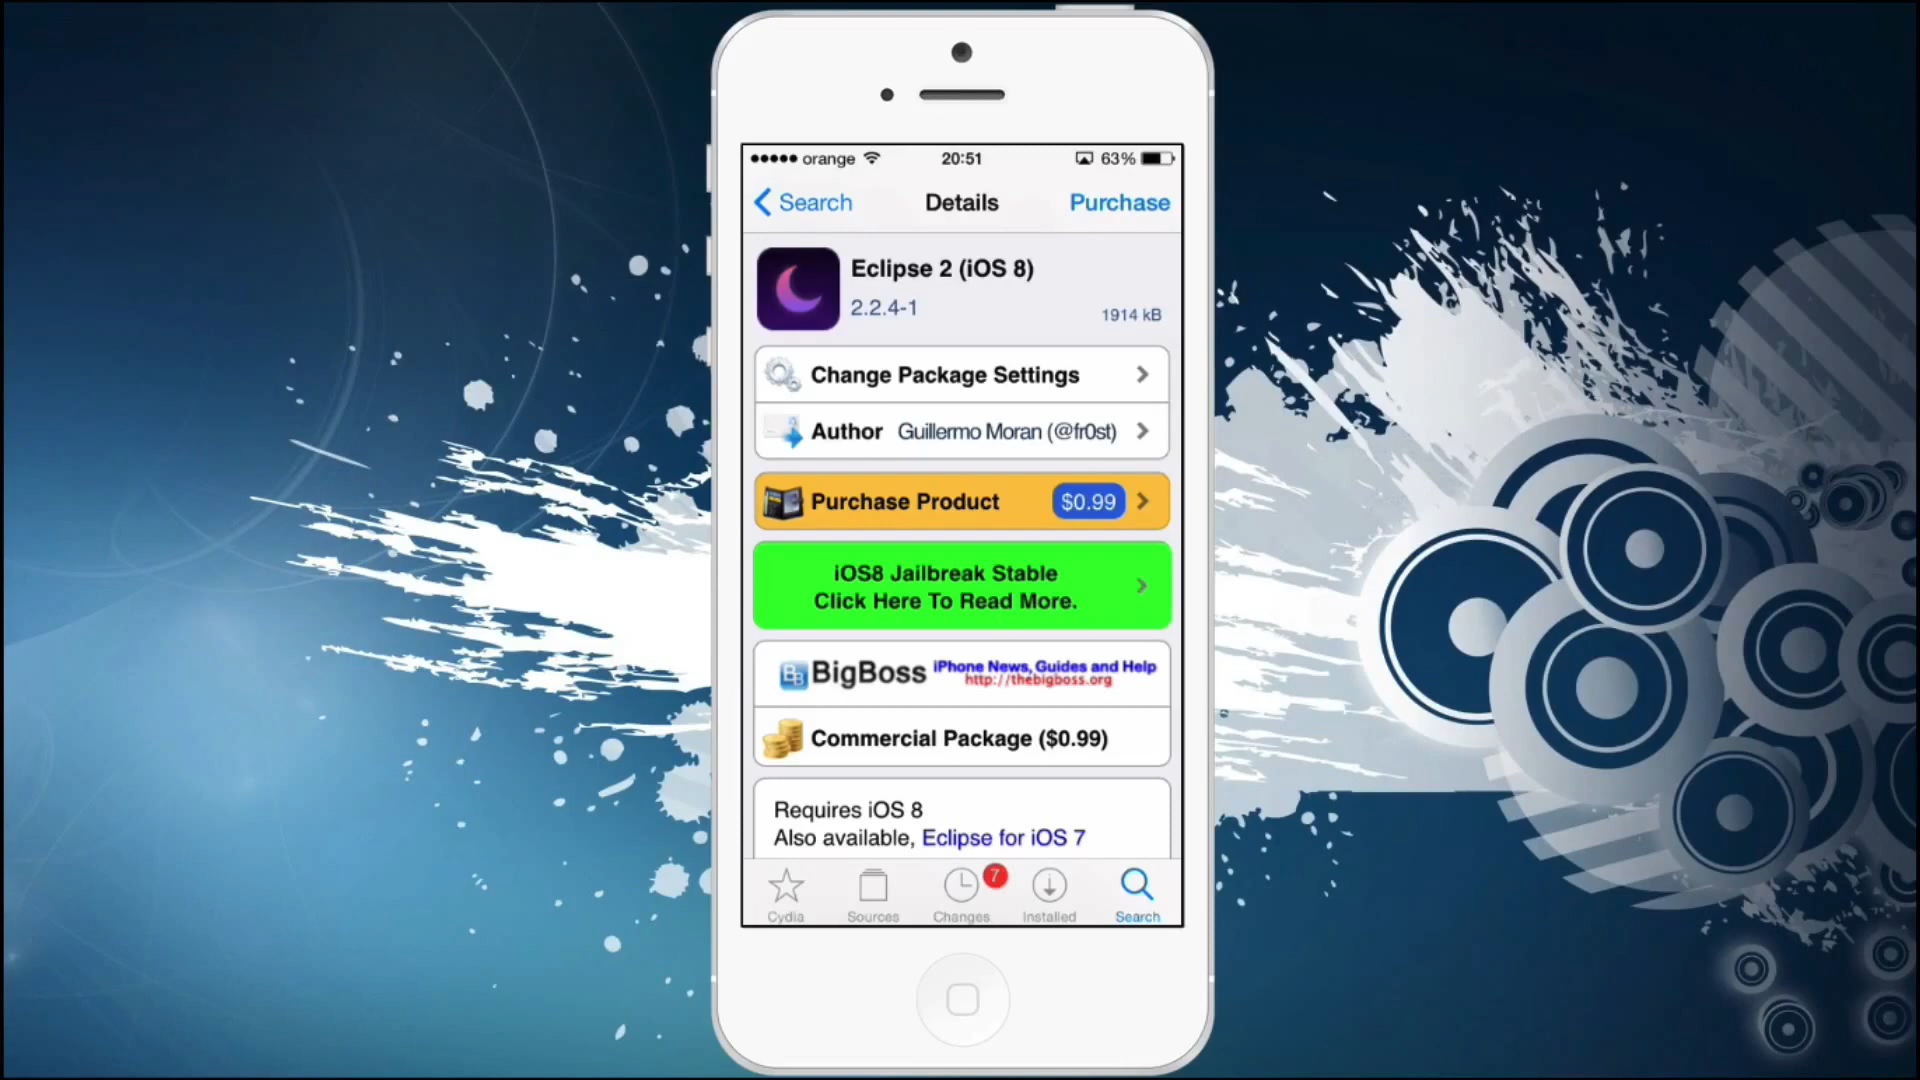 orange 20:51 63%
Search Details Purchase
Eclipse 2 (iOS 8)
2.2.4-1 1914 kB
Change Package Settings
Author Guillermo Moran (@fr0st)
Purchase Product $0.99
iOS8 Jailbreak Stable
Click Here To Read More.
BB BigBoss iPhone News, Guides and Help
http://thebigboss.org
Commercial Package ($0.99)
Requires iOS 8
Also available, Eclipse for iOS 7
7
Cydia Sources Changes Installed Search